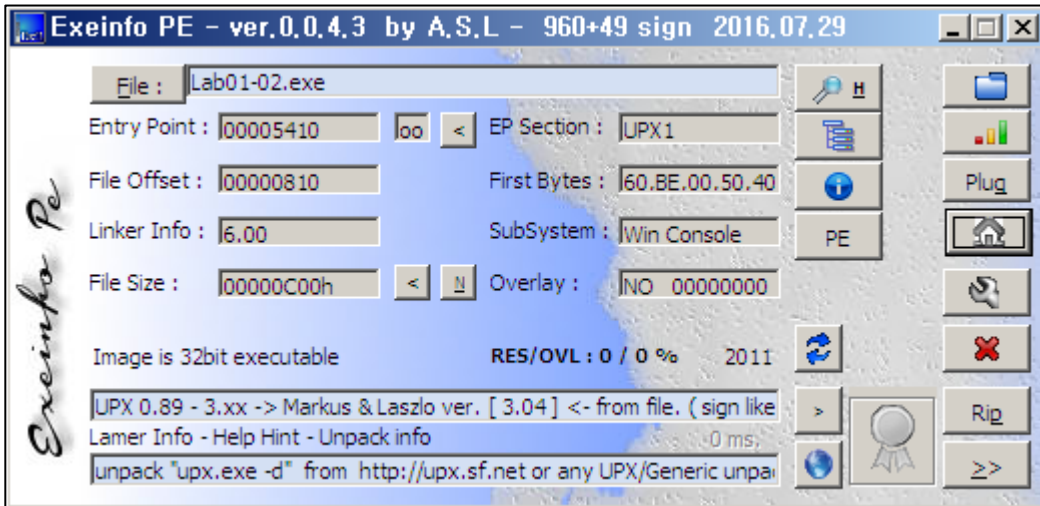 Exeinfo PE - ver.0.0.4.3 by A.S.L - 960+49 sign 2016.07.29
File : Lab01-02.exe H
Entry Point : 00005410 oo < EP Section : UPX1
File Offset : 00000810 First Bytes : 60.BE.00.50.40 Plug
Linker Info : 6.00 SubSystem : Win Console PE
File Size : 00000C00h < N Overlay : NO 00000000
Image is 32bit executable RES/OVL : 0 / 0 % 2011
UPX 0.89 - 3.xx -> Markus & Laszlo ver. [ 3.04 ] <- from file. ( sign like > Rip
Lamer Info - Help Hint - Unpack info 0 ms.
unpack "upx.exe -d" from http://upx.sf.net or any UPX/Generic unpa >>
Exeinfo Pe